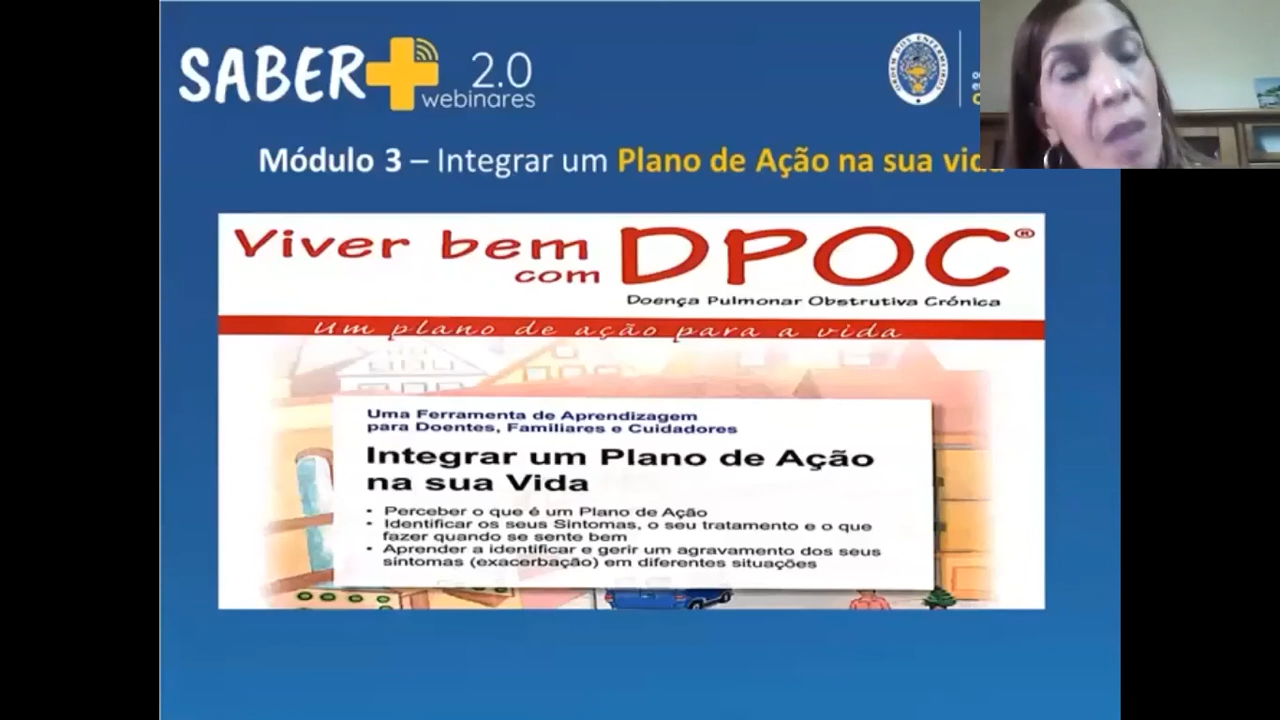 SABER+ 2.0
webinares
ORDEM DOS ENFERMEIROS
Módulo 3 – Integrar um Plano de Ação na sua vida
Viver bem
com DPOC®
Doença Pulmonar Obstrutiva Crónica
Um plano de ação para a vida
Uma Ferramenta de Aprendizagem
para Doentes, Familiares e Cuidadores
Integrar um Plano de Ação
na sua Vida
• Perceber o que é um Plano de Ação
• Identificar os seus Sintomas, o seu tratamento e o que
fazer quando se sente bem
• Aprender a identificar e gerir um agravamento dos seus
sintomas (exacerbação) em diferentes situações